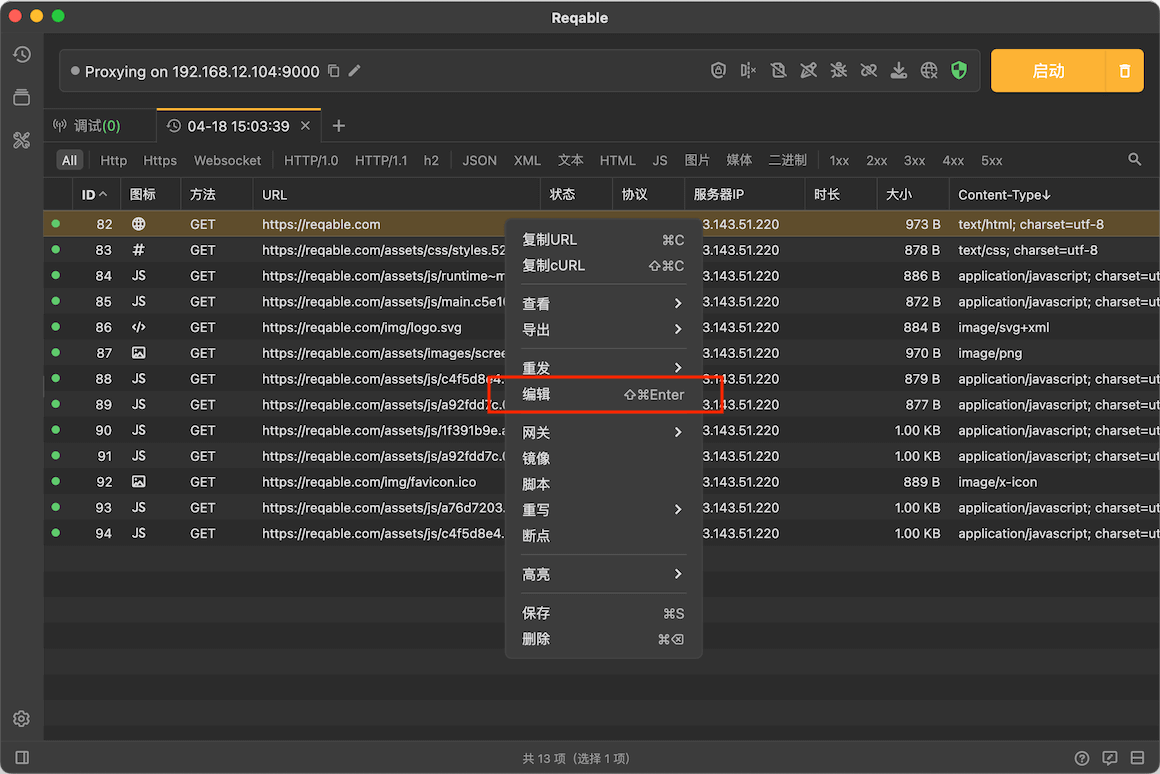 Reqable
Proxying on 192.168.12.104:9000
启动
调试(0)
04-18 15:03:39
All Http Https Websocket HTTP/1.0 HTTP/1.1 h2 JSON XML 文本 HTML JS 图片 媒体 二进制 1xx 2xx 3xx 4xx 5xx
ID 图标 方法 URL 状态 协议 服务器IP 时长 大小 Content-Type↓
82 GET https://reqable.com 3.143.51.220 973 B text/html; charset=utf-8
83 # GET https://reqable.com/assets/css/styles.52 878 B text/css; charset=utf-8
84 JS GET https://reqable.com/assets/js/runtime~m 3.143.51.220 886 B application/javascript; charset=ut
85 JS GET https://reqable.com/assets/js/main.c5e10 3.143.51.220 872 B application/javascript; charset=ut
86 </> GET https://reqable.com/img/logo.svg 3.143.51.220 884 B image/svg+xml
87 GET https://reqable.com/assets/images/scree 3.143.51.220 970 B image/png
88 JS GET https://reqable.com/assets/js/c4f5d8e4. 3.143.51.220 879 B application/javascript; charset=ut
89 JS GET https://reqable.com/assets/js/a92fdd7c. 3.143.51.220 877 B application/javascript; charset=ut
90 JS GET https://reqable.com/assets/js/1f391b9e.a 3.143.51.220 1.00 KB application/javascript; charset=ut
91 JS GET https://reqable.com/assets/js/a92fdd7c. 3.143.51.220 1.00 KB application/javascript; charset=ut
92 GET https://reqable.com/img/favicon.ico 3.143.51.220 889 B image/x-icon
93 JS GET https://reqable.com/assets/js/a76d7203. 3.143.51.220 1.00 KB application/javascript; charset=ut
94 JS GET https://reqable.com/assets/js/c4f5d8e4. 3.143.51.220 1.00 KB application/javascript; charset=ut
复制URL ⌘C
复制cURL ⇧⌘C
查看
导出
重发
编辑 ⇧⌘Enter
网关
镜像
脚本
重写
断点
高亮
保存 ⌘S
删除 ⌘⌫
共 13 项（选择 1 项）